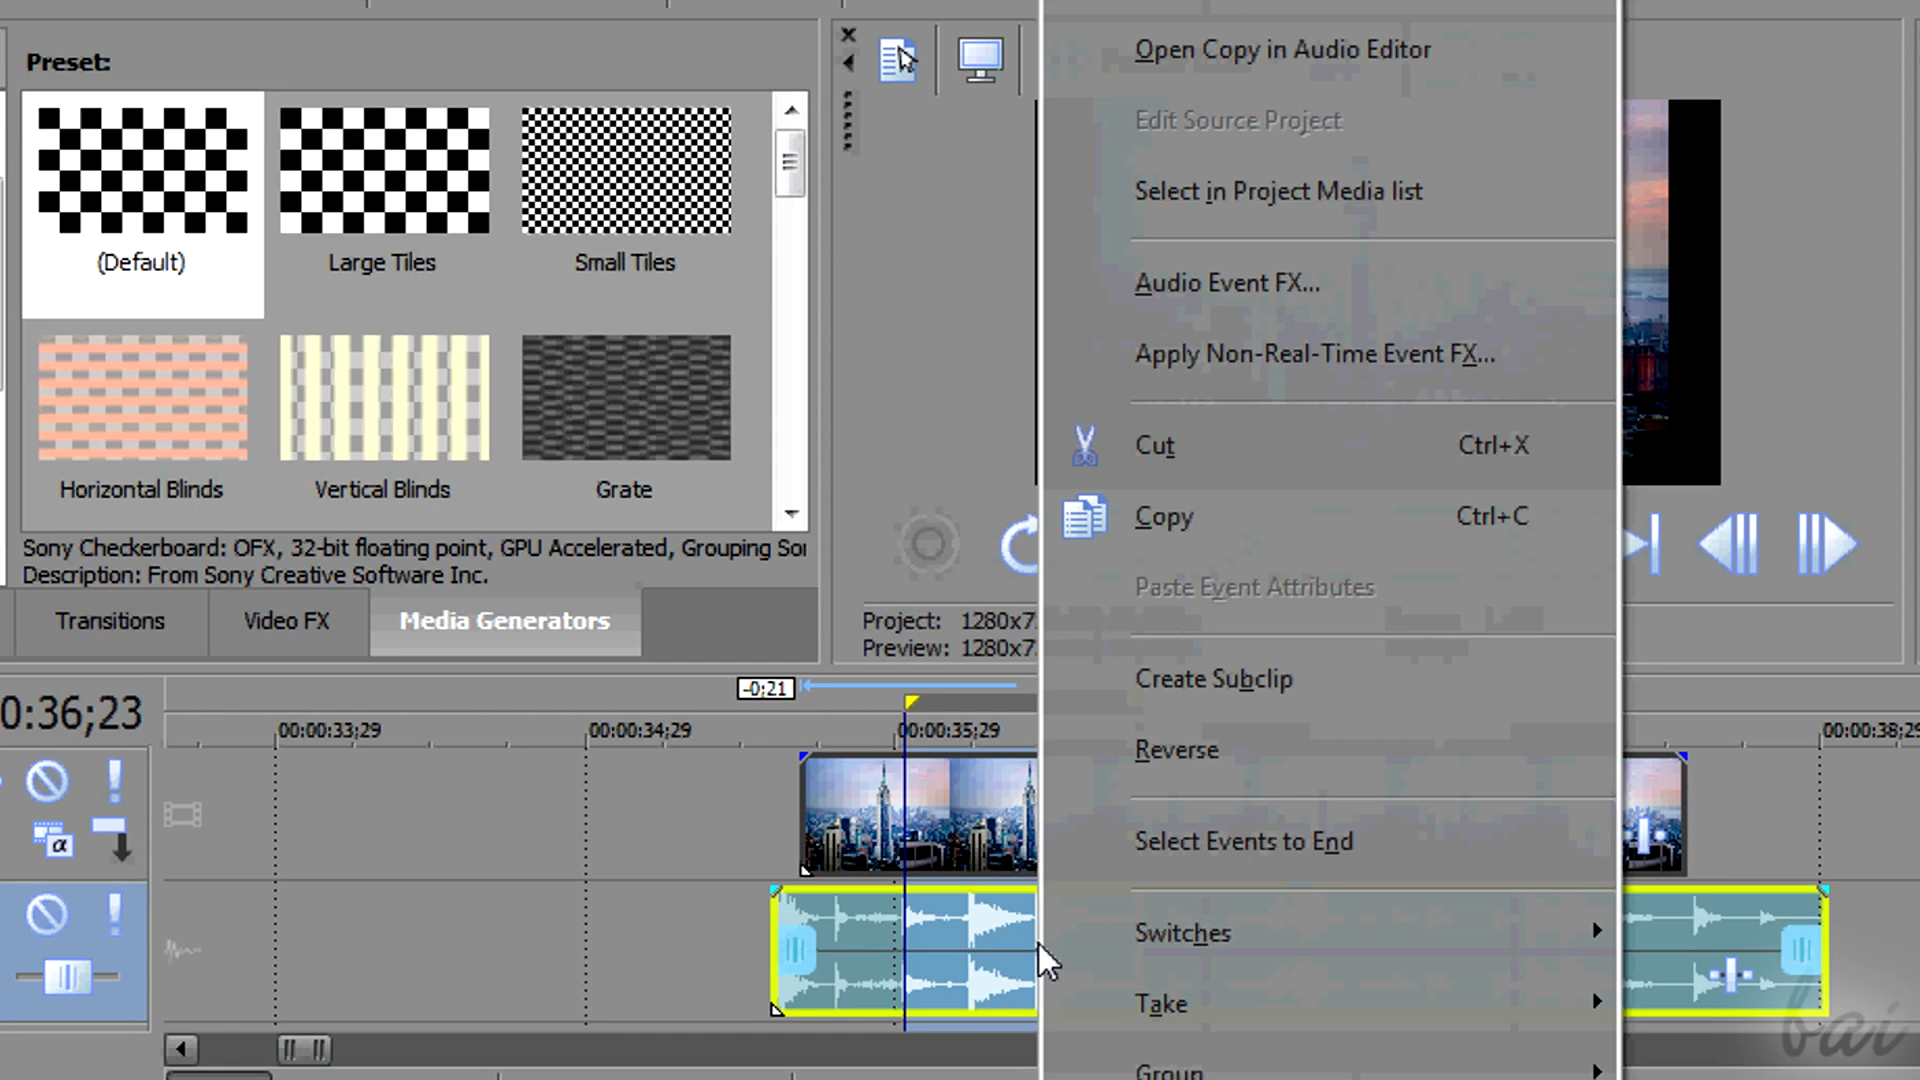 Preset:
(Default)
Large Tiles
Small Tiles
Horizontal Blinds
Vertical Blinds
Grate
Sony Checkerboard: OFX, 32-bit floating point, GPU Accelerated, Grouping
Description: From Sony Creative Software Inc.
Transitions
Video FX
Media Generators
Project: 1280x7
Preview: 1280x7
Open Copy in Audio Editor
Edit Source Project
Select in Project Media list
Audio Event FX...
Apply Non-Real-Time Event FX...
Cut Ctrl+X
Copy Ctrl+C
Paste Event Attributes
Create Subclip
Reverse
Select Events to End
Switches
Take
Group
0:36;23
-0;21
00:00:33;29
00:00:34;29
00:00:35;29
00:00:38;29
α
bai